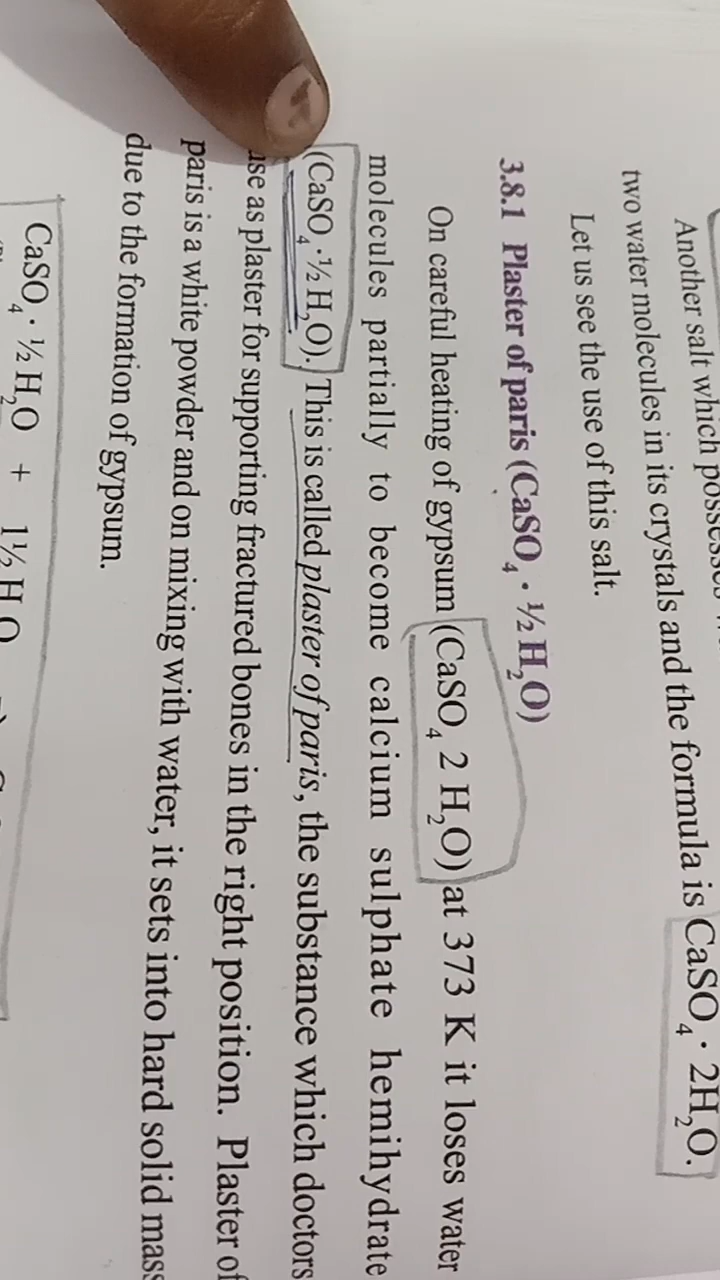 Another salt which possesses
two water molecules in its crystals and the formula is CaSO₄ · 2H₂O.
Let us see the use of this salt.
3.8.1 Plaster of paris (CaSO₄ · ½ H₂O)
On careful heating of gypsum (CaSO₄ 2 H₂O) at 373 K it loses water
molecules partially to become calcium sulphate hemihydrate
(CaSO₄ ·½ H₂O). This is called plaster of paris, the substance which doctors
use as plaster for supporting fractured bones in the right position. Plaster of
paris is a white powder and on mixing with water, it sets into hard solid mass
due to the formation of gypsum.
CaSO₄ · ½ H₂O + 1½ H₂O